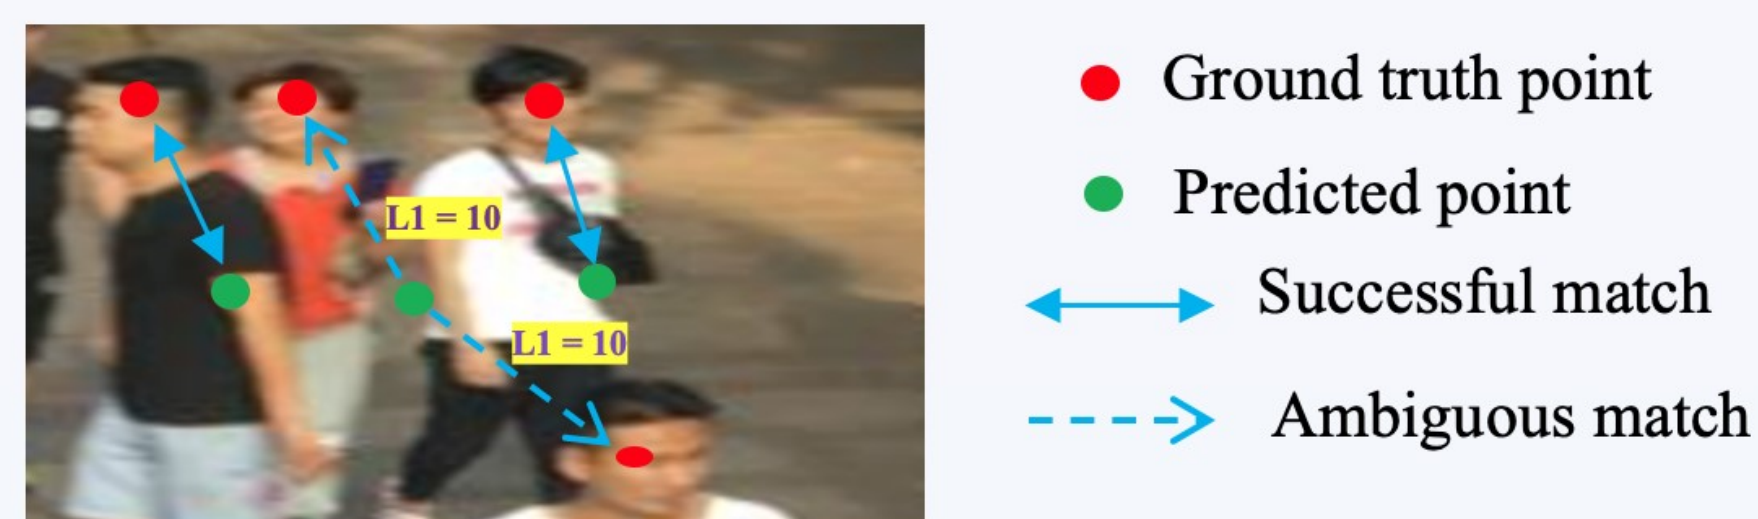 L1 = 10
L1 = 10
Ground truth point
Predicted point
Successful match
Ambiguous match